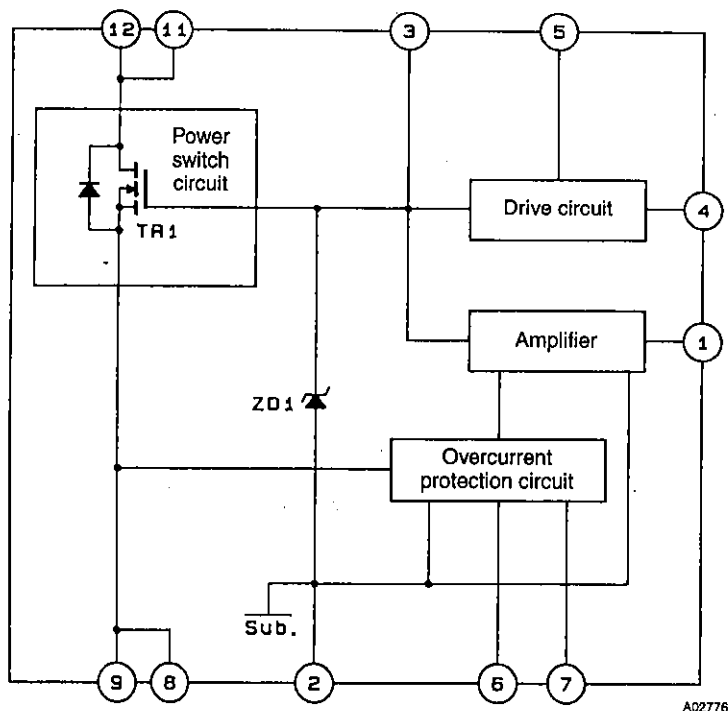 12
11
3
5
Power
switch
circuit
TR1
Drive circuit
4
Amplifier
1
ZD1
Overcurrent
protection circuit
Sub.
9
8
2
6
7
A02776